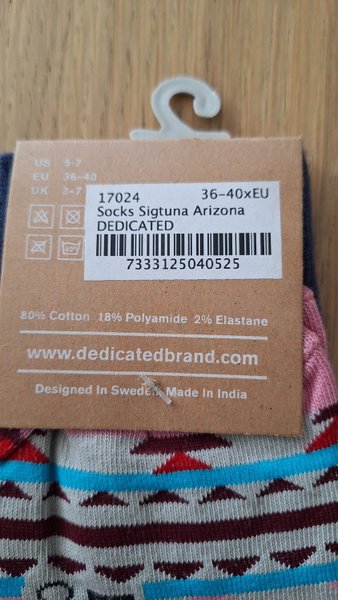 US 5-7
EU 36-40
UK 3-7
17024 36-40xEU
Socks Sigtuna Arizona
DEDICATED
7333125040525
80% Cotton 18% Polyamide 2% Elastane
www.dedicatedbrand.com
Designed In Sweden Made In India